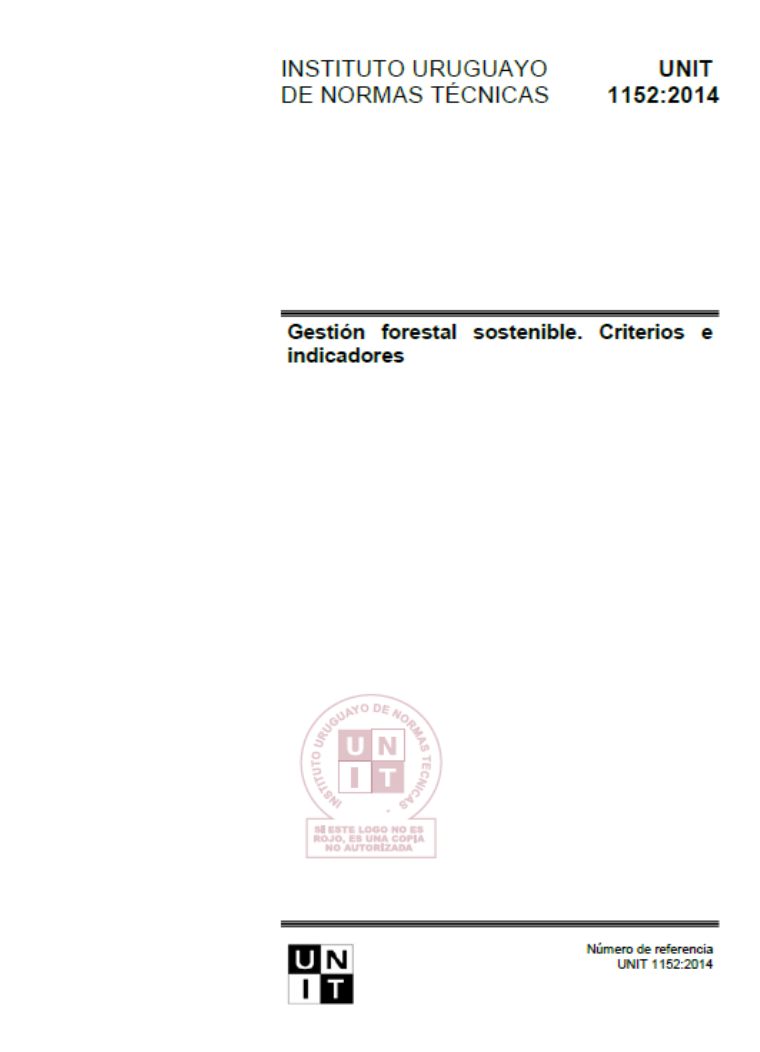 INSTITUTO URUGUAYO UNIT
DE NORMAS TÉCNICAS 1152:2014
Gestión forestal sostenible. Criterios e
indicadores
INSTITUTO URUGUAYO DE NORMAS TECNICAS
U N
I T
SI ESTE LOGO NO ES
ROJO, ES UNA COPIA
NO AUTORIZADA
Número de referencia
UNIT 1152:2014
U N
I T